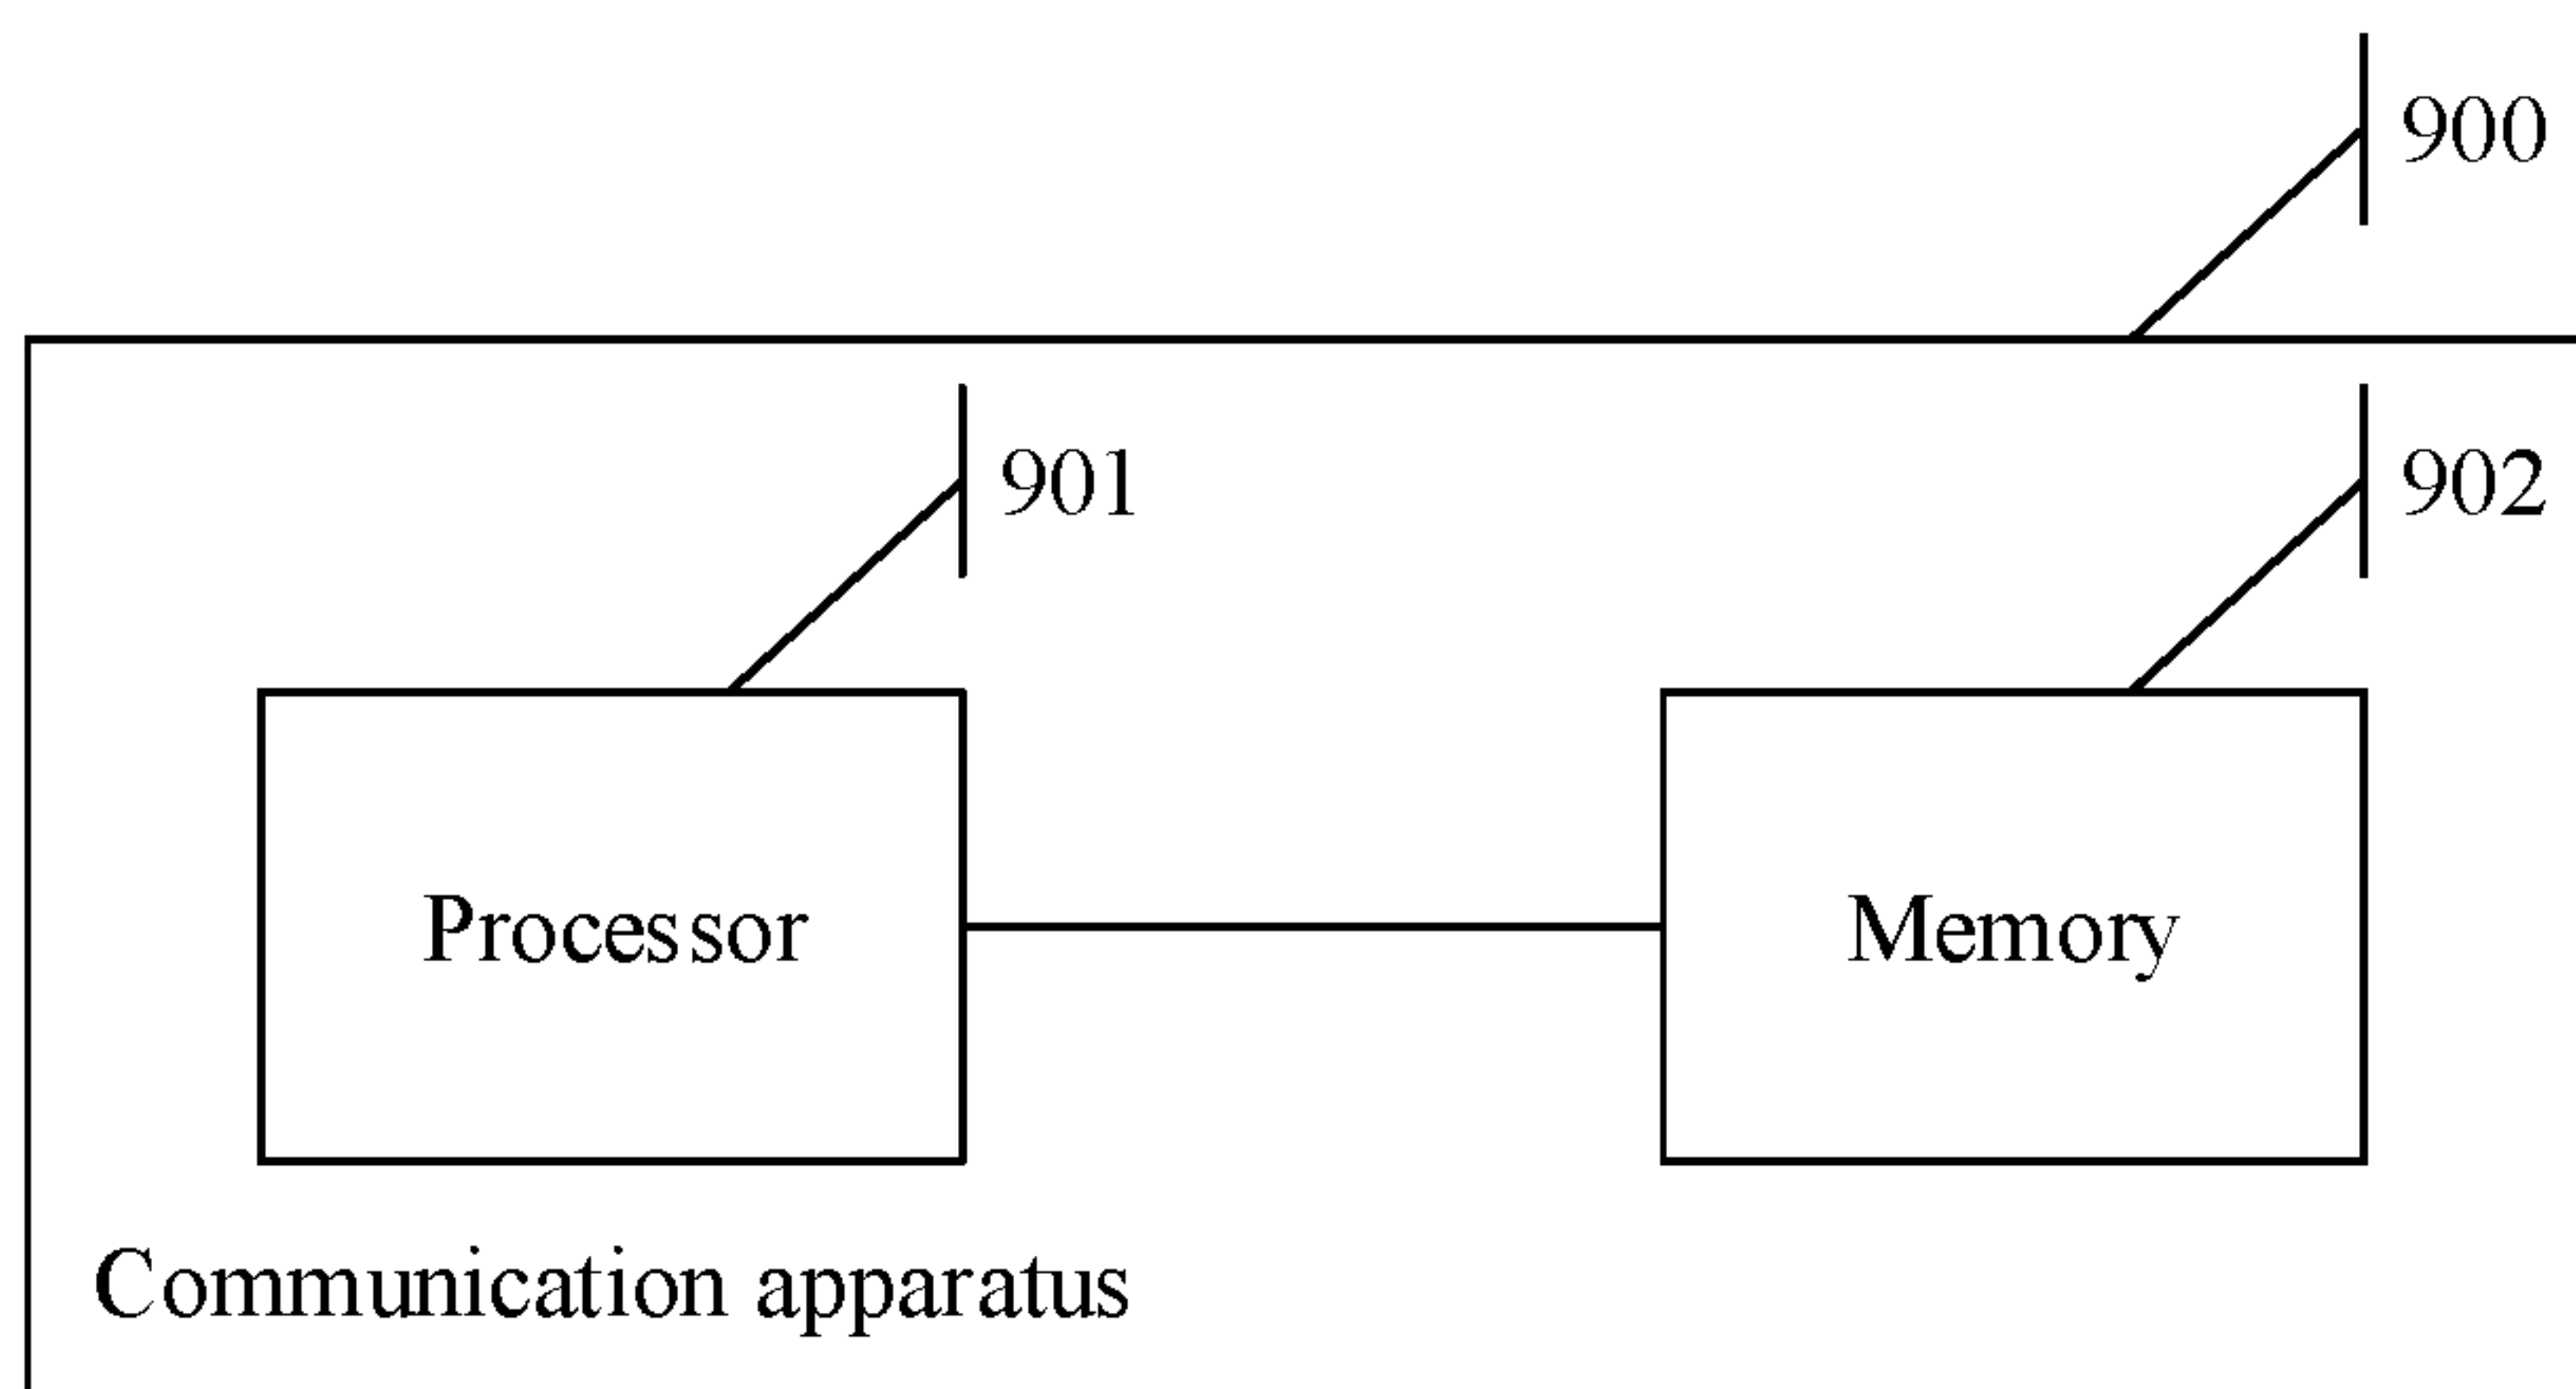 900
901
902
Processor
Memory
Communication apparatus